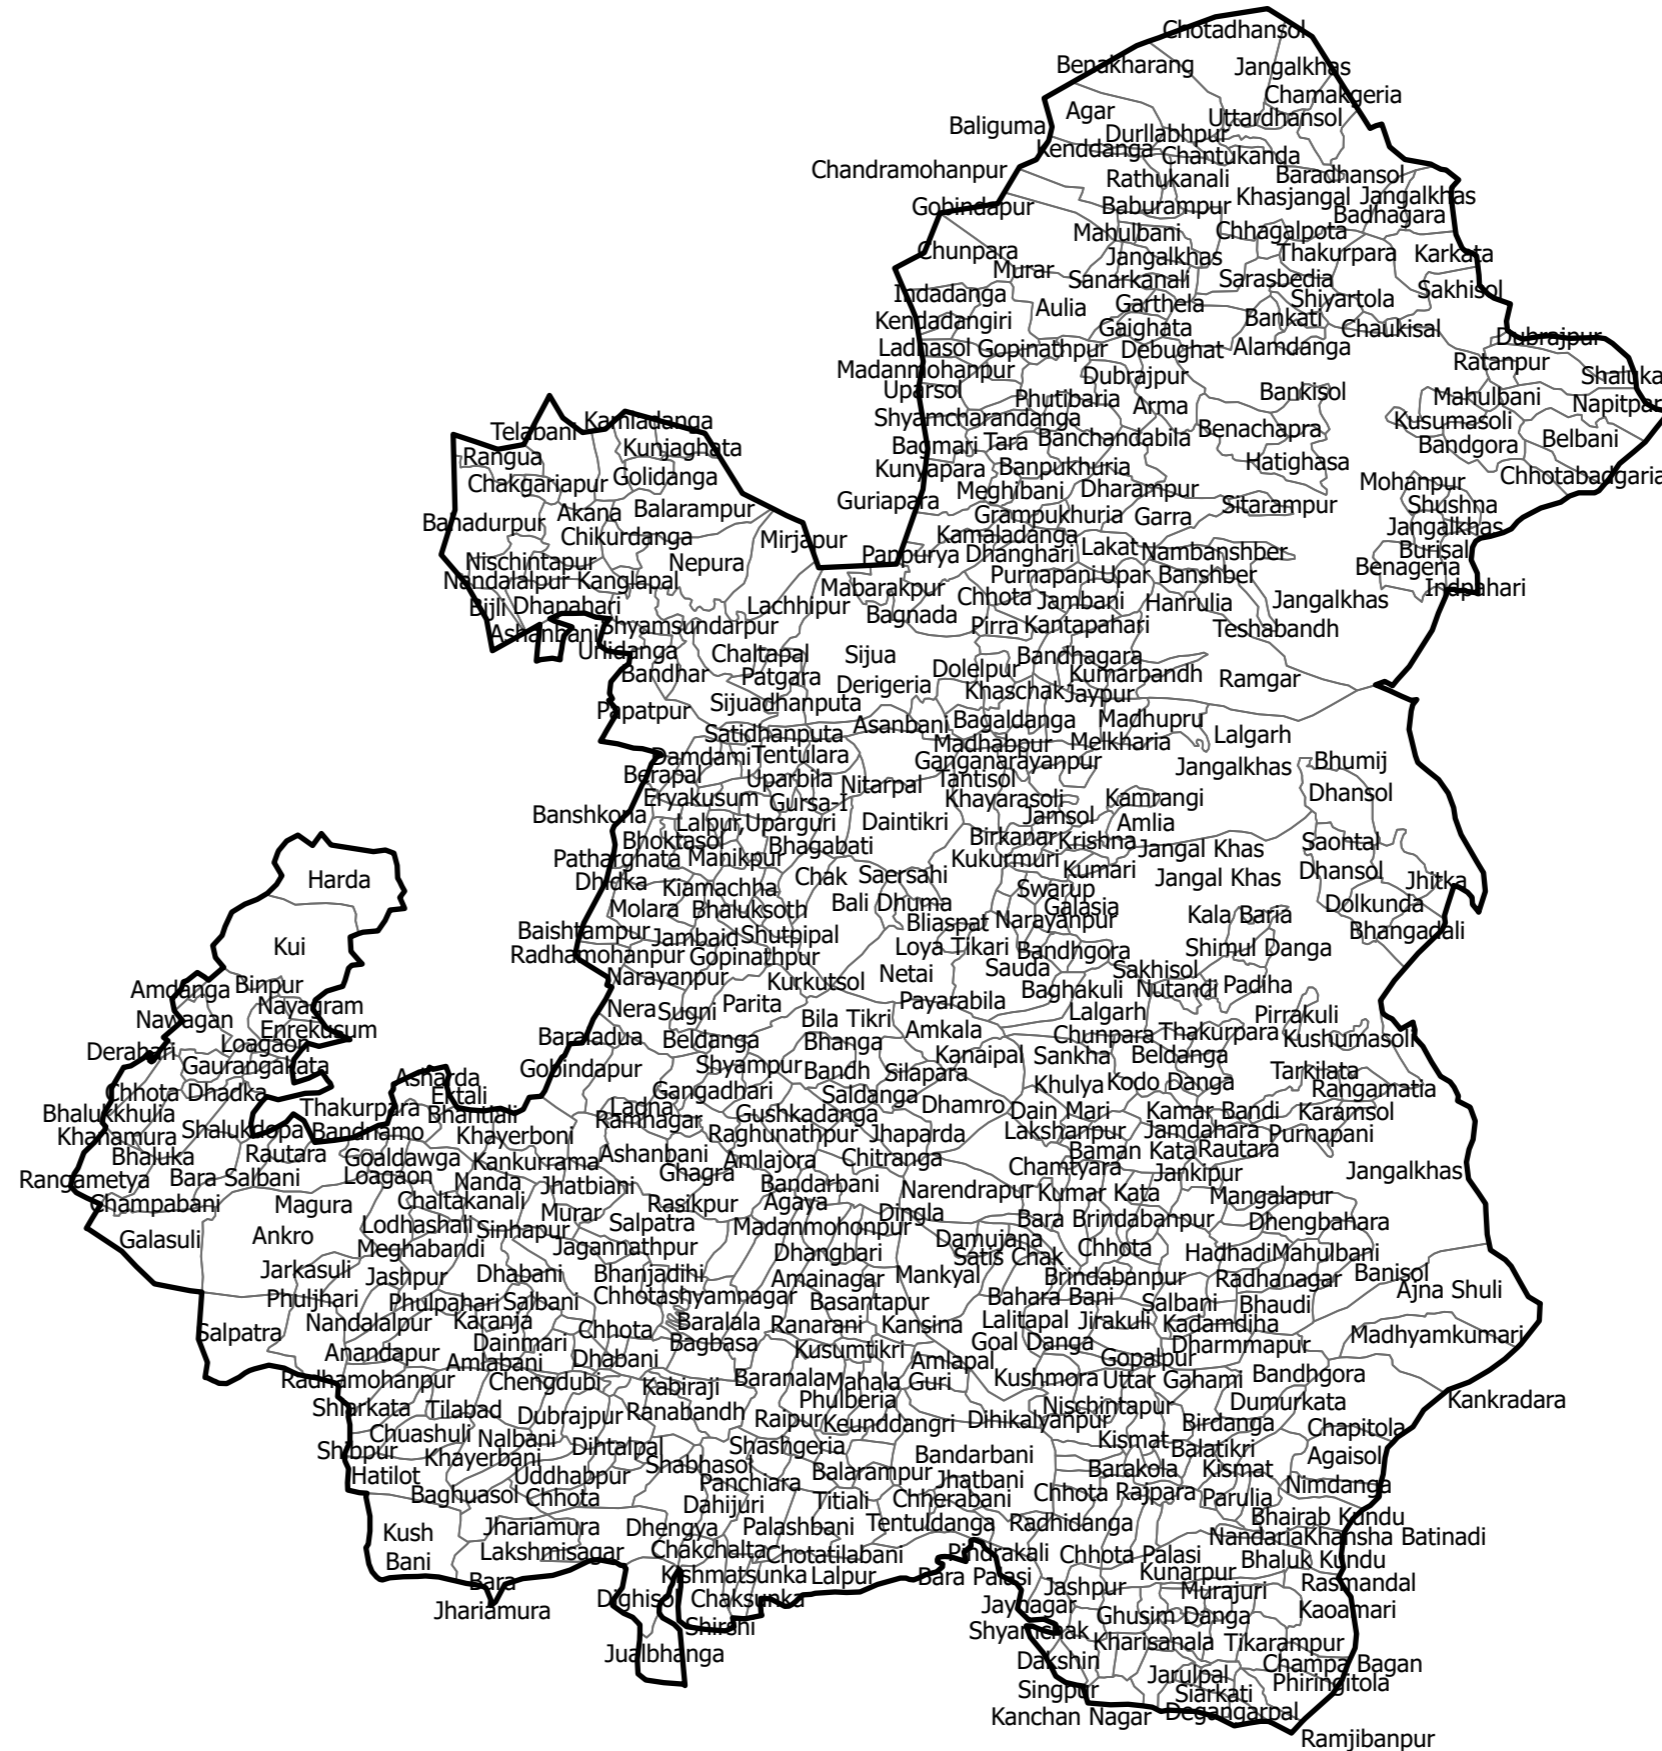 Chotadhansol
Benakharang
Jangalkhas
Chamakgeria
Agar
Uttardhansol
Baliguma
Durllabhpur
Kenddanga
Chantukanda
Chandramohanpur
Rathukanali
Baradhansol
Khasjangal
Jangalkhas
Gobindapur
Baburampur
Badhagara
Mahulbani
Chhagalpota
Chunpara
Jangalkhas
Thakurpara
Karkata
Murar
Sanarkanali
Sarasbedia
Indadanga
Aulia
Garthela
Shiyartola
Sakhisol
Kendadangiri
Gaighata
Bankati
Chaukisal
Dubrajpur
Ladhasol
Gopinathpur
Debughat
Alamdanga
Ratanpur
Madanmohanpur
Dubrajpur
Shaluka
Uparsol
Phutibaria
Arma
Bankisol
Mahulbani
Napitpar
Shyamcharandanga
Kusumasoli
Bagmari
Tara
Banchandabila
Benachapra
Bandgora
Belbani
Kunyapara
Banpukhuria
Hatighasa
Chhotabadgaria
Guriapara
Meghibani
Dharampur
Mohanpur
Grampukhuria
Garra
Sitarampur
Shushna
Kamaladanga
Jangalkhas
Pappurya
Dhanghari
Lakat
Nambanshber
Burisal
Purnapani
Upar
Banshber
Benageria
Indpahari
Telabani
Kamladanga
Rangua
Kunjaghata
Chakgariapur
Golidanga
Akana
Balarampur
Bahadurpur
Chikurdanga
Mirjapur
Nischintapur
Nepura
Nandalalpur
Kanglapal
Mabarakpur
Chhota
Jambani
Hanrulia
Jangalkhas
Bijli
Dhapahari
Lachhipur
Bagnada
Pirra
Kantapahari
Teshabandh
Ashanbani
Shyamsundarpur
Uhidanga
Chaltapal
Sijua
Bandhagara
Bandhar
Patgara
Derigeria
Dolelpur
Kumarbandh
Ramgar
Papatpur
Sijuadhanputa
Khaschak
Jaypur
Asanbani
Bagaldanga
Madhupru
Satidhanputa
Madhabpur
Melkharia
Lalgarh
Damdami
Tentulara
Ganganarayanpur
Jangalkhas
Bhumij
Berapal
Uparbila
Nitarpal
Tantisol
Dhansol
Eryakusum
Gursa-I
Khayarasoli
Kamrangi
Banshkona
Lalpur
Uparguri
Daintikri
Jamsol
Amlia
Bhoktasol
Bhagabati
Birkanar
Krishna
Jangal Khas
Saontal
Patharghata
Manikpur
Kukurmuri
Dhidka
Kiamachha
Chak
Saersahi
Kumari
Jangal Khas
Dhansol
Jhitka
Molara
Bhaluksoth
Bali
Dhuma
Swarup
Galasia
Kala Baria
Dolkunda
Baishtampur
Jambaid
Shutpipal
Bliaspat
Narayanpur
Bhangadali
Radhamohanpur
Gopinathpur
Loya Tikari
Bandhgora
Shimul Danga
Narayanpur
Kurkutsol
Netai
Sauda
Sakhisol
Nera
Sugni
Parita
Payarabila
Baghakuli
Nutandi
Padiha
Bila Tikri
Lalgarh
Pirrakuli
Baraladua
Beldanga
Bhanga
Amkala
Chunpara
Thakurpara
Kushumasoli
Gobindapur
Shyampur
Bandh
Silapara
Kanaipal
Sankha
Beldanga
Tarkilata
Gangadhari
Saldanga
Khulya
Kodo Danga
Rangamatia
Harda
Kui
Amdanga
Binpur
Nawagan
Nayagram
Enrekusum
Derahari
Loagaon
Gaurangakata
Asharda
Chhota Dhadka
Ektali
Bhalukkhulia
Thakurpara
Bhantlali
Khanamura
Shalukdopa
Bandhamo
Khayerboni
Bhaluka
Rautara
Goaldawga
Kankurrama
Rangametya
Bara Salbani
Loagaon
Nanda
Jhatbiani
Champabani
Magura
Chaltakanali
Galasuli
Ankro
Lodhashali
Sinhapur
Murar
Salpatra
Meghabandi
Jagannathpur
Jarkasuli
Jashpur
Dhabani
Bhanjadihi
Phuljhari
Phulpahari
Salbani
Chhotashyamnagar
Salpatra
Nandalalpur
Karanja
Chhota
Baralala
Anandapur
Dainmari
Dhabani
Bagbasa
Amlabani
Radhamohanpur
Chengdubi
Kabiraji
Shiarkata
Tilabad
Dubrajpur
Ranabandh
Chuashuli
Nalbani
Dihtalpal
Shibpur
Khayerbani
Shabhasol
Hatilot
Uddhabpur
Baghuasol
Chhota
Kush
Bani
Jhariamura
Dhengya
Lakshmisagar
Chakchalta
Bara
Jhariamura
Dighisol
Jualbhanga
Ladna
Ramnagar
Gushkadanga
Dhamro
Dain Mari
Kamar Bandi
Karamsol
Raghunathpur
Jhaparda
Lakshanpur
Jamdahara
Purnapani
Ashanbani
Amlajora
Chitranga
Baman Kata
Rautara
Ghagra
Bandarbani
Chamtyara
Jankipur
Jangalkhas
Rasikpur
Agaya
Narendrapur
Kumar Kata
Mangalapur
Madanmohonpur
Dingla
Bara Brindabanpur
Dhengbahara
Dhanghari
Damujana
Satis Chak
Chhota
Hadhadi
Mahulbani
Amainagar
Mankyal
Brindabanpur
Radhanagar
Banisol
Basantapur
Bahara Bani
Salbani
Bhaudi
Ajna Shuli
Ranarani
Kansina
Lalitapal
Jirakuli
Kadamdiha
Madhyamkumari
Kusumtikri
Goal Danga
Dharmmapur
Amlapal
Gopalpur
Baranala
Mahala Guri
Kushmora
Uttar Gahami
Bandhgora
Phulberia
Nischintapur
Dumurkata
Kankradara
Raipur
Keunddangri
Dihikalyanpur
Birdanga
Chapitola
Shashgeria
Bandarbani
Kismat
Balatikri
Agaisol
Panchiara
Balarampur
Jhatbani
Barakola
Kismat
Nimdanga
Dahijuri
Titiali
Chherabani
Chhota Rajpara
Parulia
Palashbani
Tentuldanga
Radhidanga
Bhairab Kundu
Nandaria
Khansha Batinadi
Chotatilabani
Pindrakali
Chhota Palasi
Bhaluk Kundu
Kishmatsunka
Lalpur
Bara Palasi
Kunarpur
Rasmandal
Chaksunka
Jashpur
Murajuri
Shirshi
Jaynagar
Ghusim Danga
Kaoamari
Shyamchak
Kharisanala
Tikarampur
Dakshin
Champa Bagan
Singpur
Jarulpal
Phiringitola
Siarkati
Kanchan Nagar
Degangarpal
Ramjibanpur